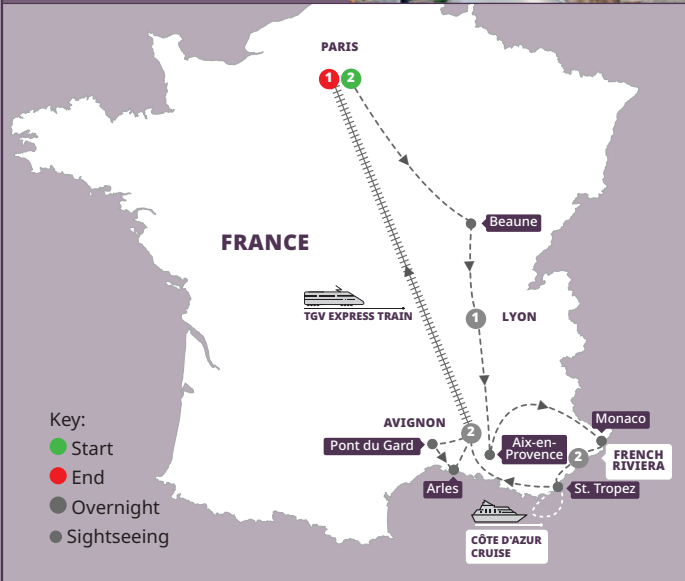 PARIS
1
2
Beaune
FRANCE
TGV EXPRESS TRAIN
1
LYON
AVIGNON
2
Pont du Gard
Arles
Aix-en-
Provence
Monaco
2
FRENCH
RIVIERA
St. Tropez
CÔTE D'AZUR
CRUISE
Key:
Start
End
Overnight
Sightseeing